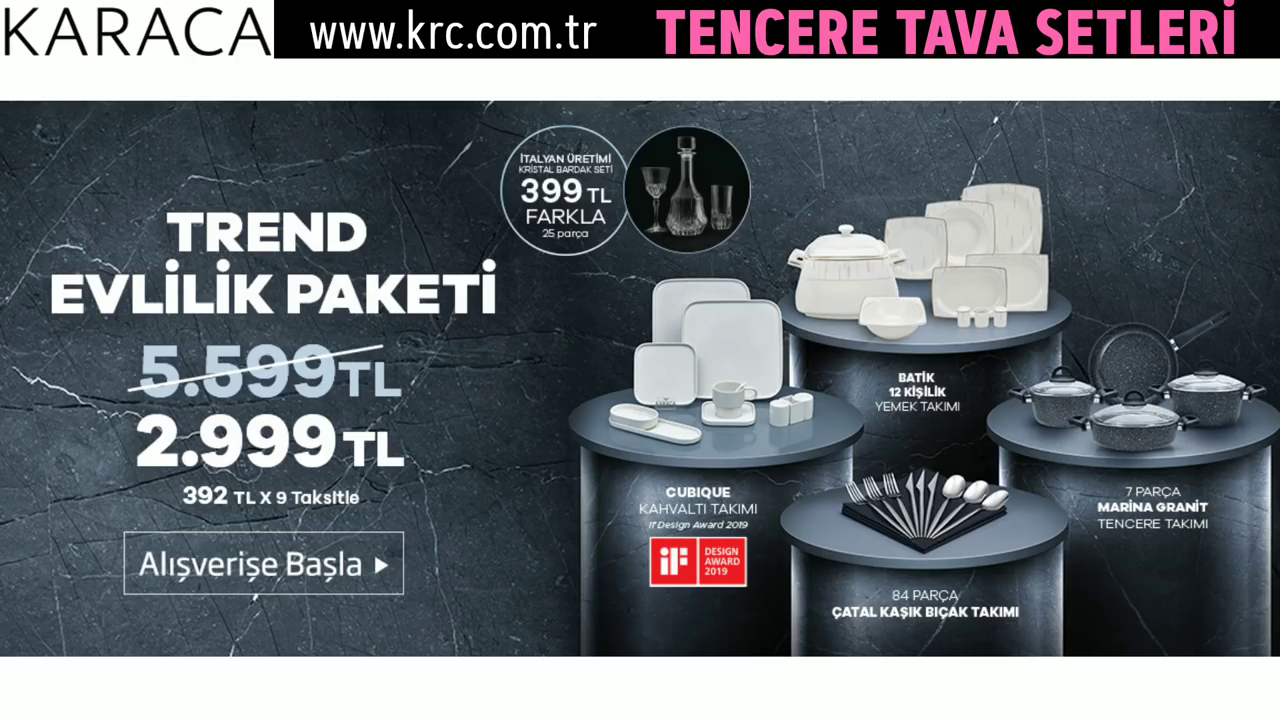 KARACA
www.krc.com.tr
TENCERE TAVA SETLERİ
İTALYAN ÜRETİMİ
KRİSTAL BARDAK SETİ
399 TL
FARKLA
25 parça
TREND
EVLİLİK PAKETİ
5.599 TL
2.999 TL
392 TL X 9 Taksitle
Alışverişe Başla
BATİK
12 KİŞİLİK
YEMEK TAKIMI
KARACA
CUBIQUE
KAHVALTI TAKIMI
if Design Award 2019
iF
DESIGN
AWARD
2019
7 PARÇA
MARINA GRANİT
TENCERE TAKIMI
84 PARÇA
ÇATAL KAŞIK BIÇAK TAKIMI